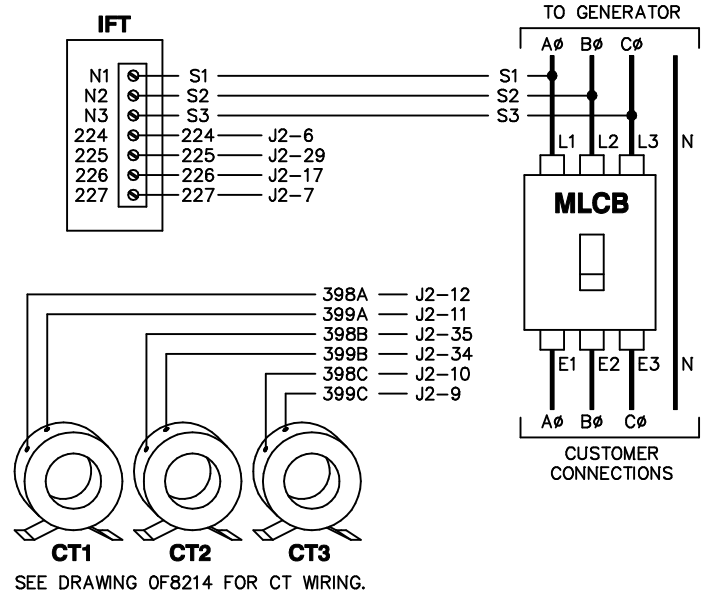 IFT
N1 S1
N2 S2
N3 S3
224 224 J2-6
225 225 J2-29
226 226 J2-17
227 227 J2-7
TO GENERATOR
AØ BØ CØ
S1
S2
S3
L1 L2 L3 N
MLCB
E1 E2 E3 N
AØ BØ CØ
CUSTOMER
CONNECTIONS
398A J2-12
399A J2-11
398B J2-35
399B J2-34
398C J2-10
399C J2-9
CT1 CT2 CT3
SEE DRAWING 0F8214 FOR CT WIRING.